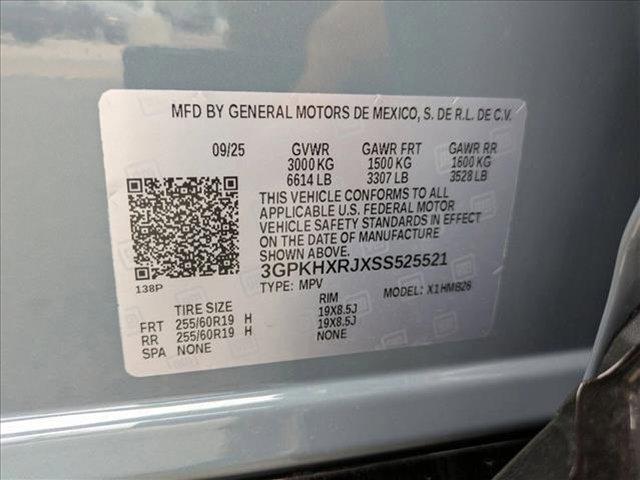 MFD BY GENERAL MOTORS DE MEXICO, S. DE R.L. DE C.V.
09/25 GVWR GAWR FRT GAWR RR
3000 KG 1500 KG 1600 KG
6614 LB 3307 LB 3528 LB
THIS VEHICLE CONFORMS TO ALL
APPLICABLE U.S. FEDERAL MOTOR
VEHICLE SAFETY STANDARDS IN EFFECT
ON THE DATE OF MANUFACTURE
SHOWN ABOVE.
3GPKHXRJXSS525521
138P TYPE: MPV MODEL: X1HMB26
TIRE SIZE RIM
FRT 255/60R19 H 19X8.5J
RR 255/60R19 H 19X8.5J
SPA NONE NONE